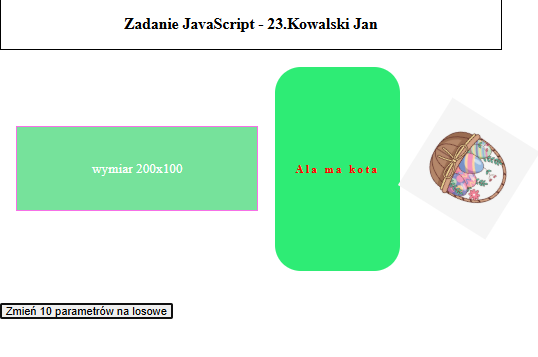 Zadanie JavaScript - 23.Kowalski Jan
wymiar 200x100
Ala ma kota
Zmień 10 parametrów na losowe